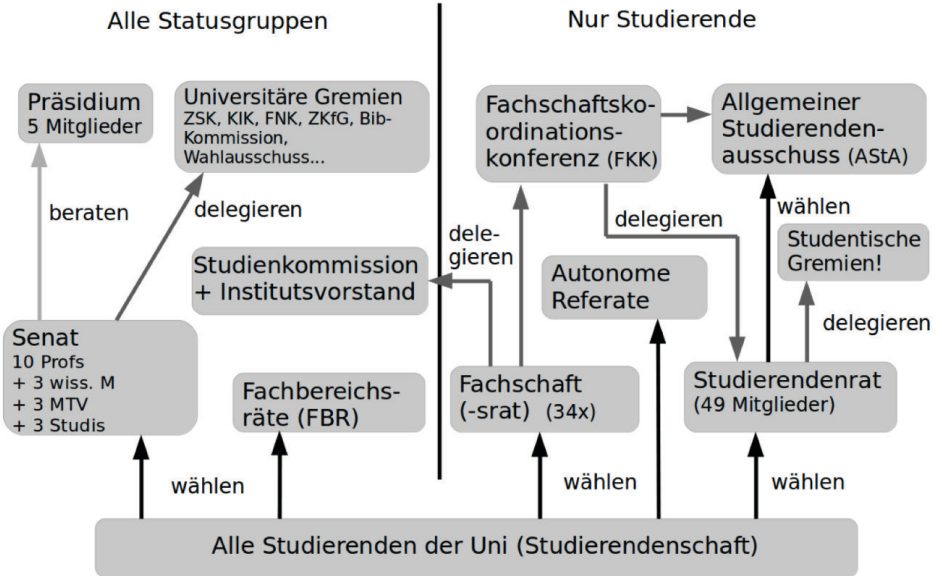 Alle Statusgruppen
Nur Studierende
Präsidium
5 Mitglieder
Universitäre Gremien
ZSK, KIK, FNK, ZKfG, Bib-
Kommission,
Wahlausschuss...
Fachschaftsko-
ordinations-
konferenz (FKK)
Allgemeiner
Studierenden-
ausschuss (AStA)
beraten
delegieren
dele-
gieren
delegieren
wählen
Studienkommission
+ Institutsvorstand
Autonome
Referate
Studentische
Gremien!
delegieren
Senat
10 Profs
+ 3 wiss. M
+ 3 MTV
+ 3 Studis
Fachbereichs-
räte (FBR)
Fachschaft
(-srat) (34x)
Studierendenrat
(49 Mitglieder)
wählen
wählen
wählen
Alle Studierenden der Uni (Studierendenschaft)